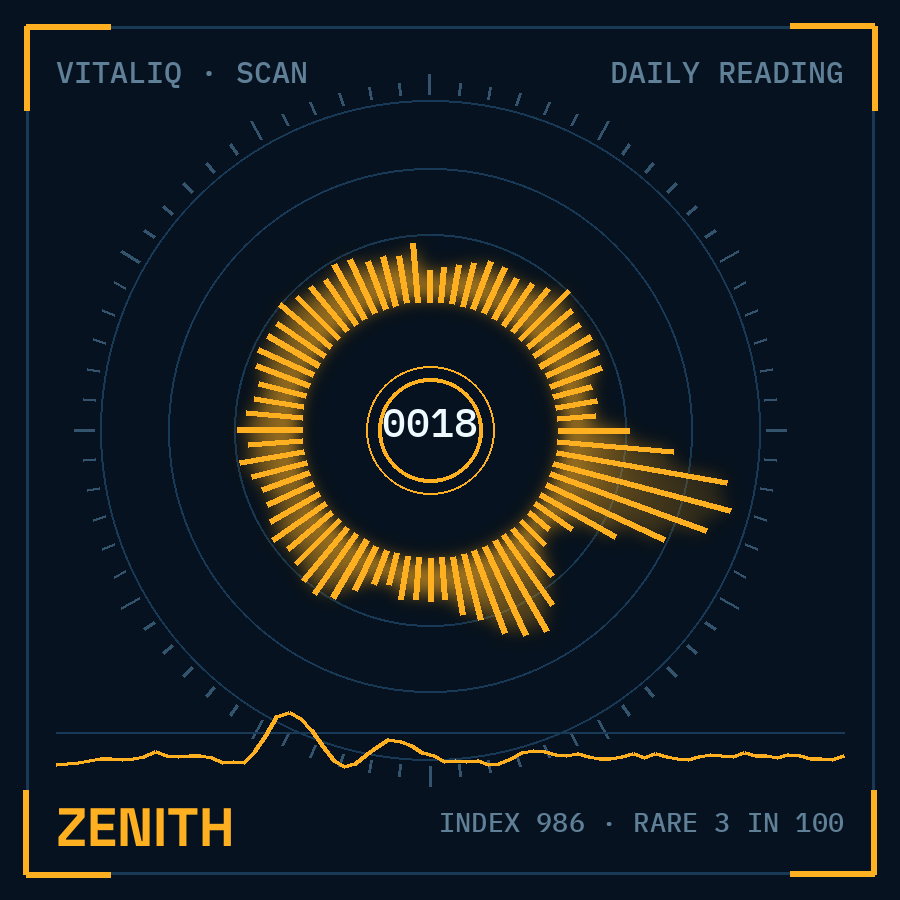 VITALIQ · SCAN
DAILY READING
0018
ZENITH
INDEX 986 · RARE 3 IN 100